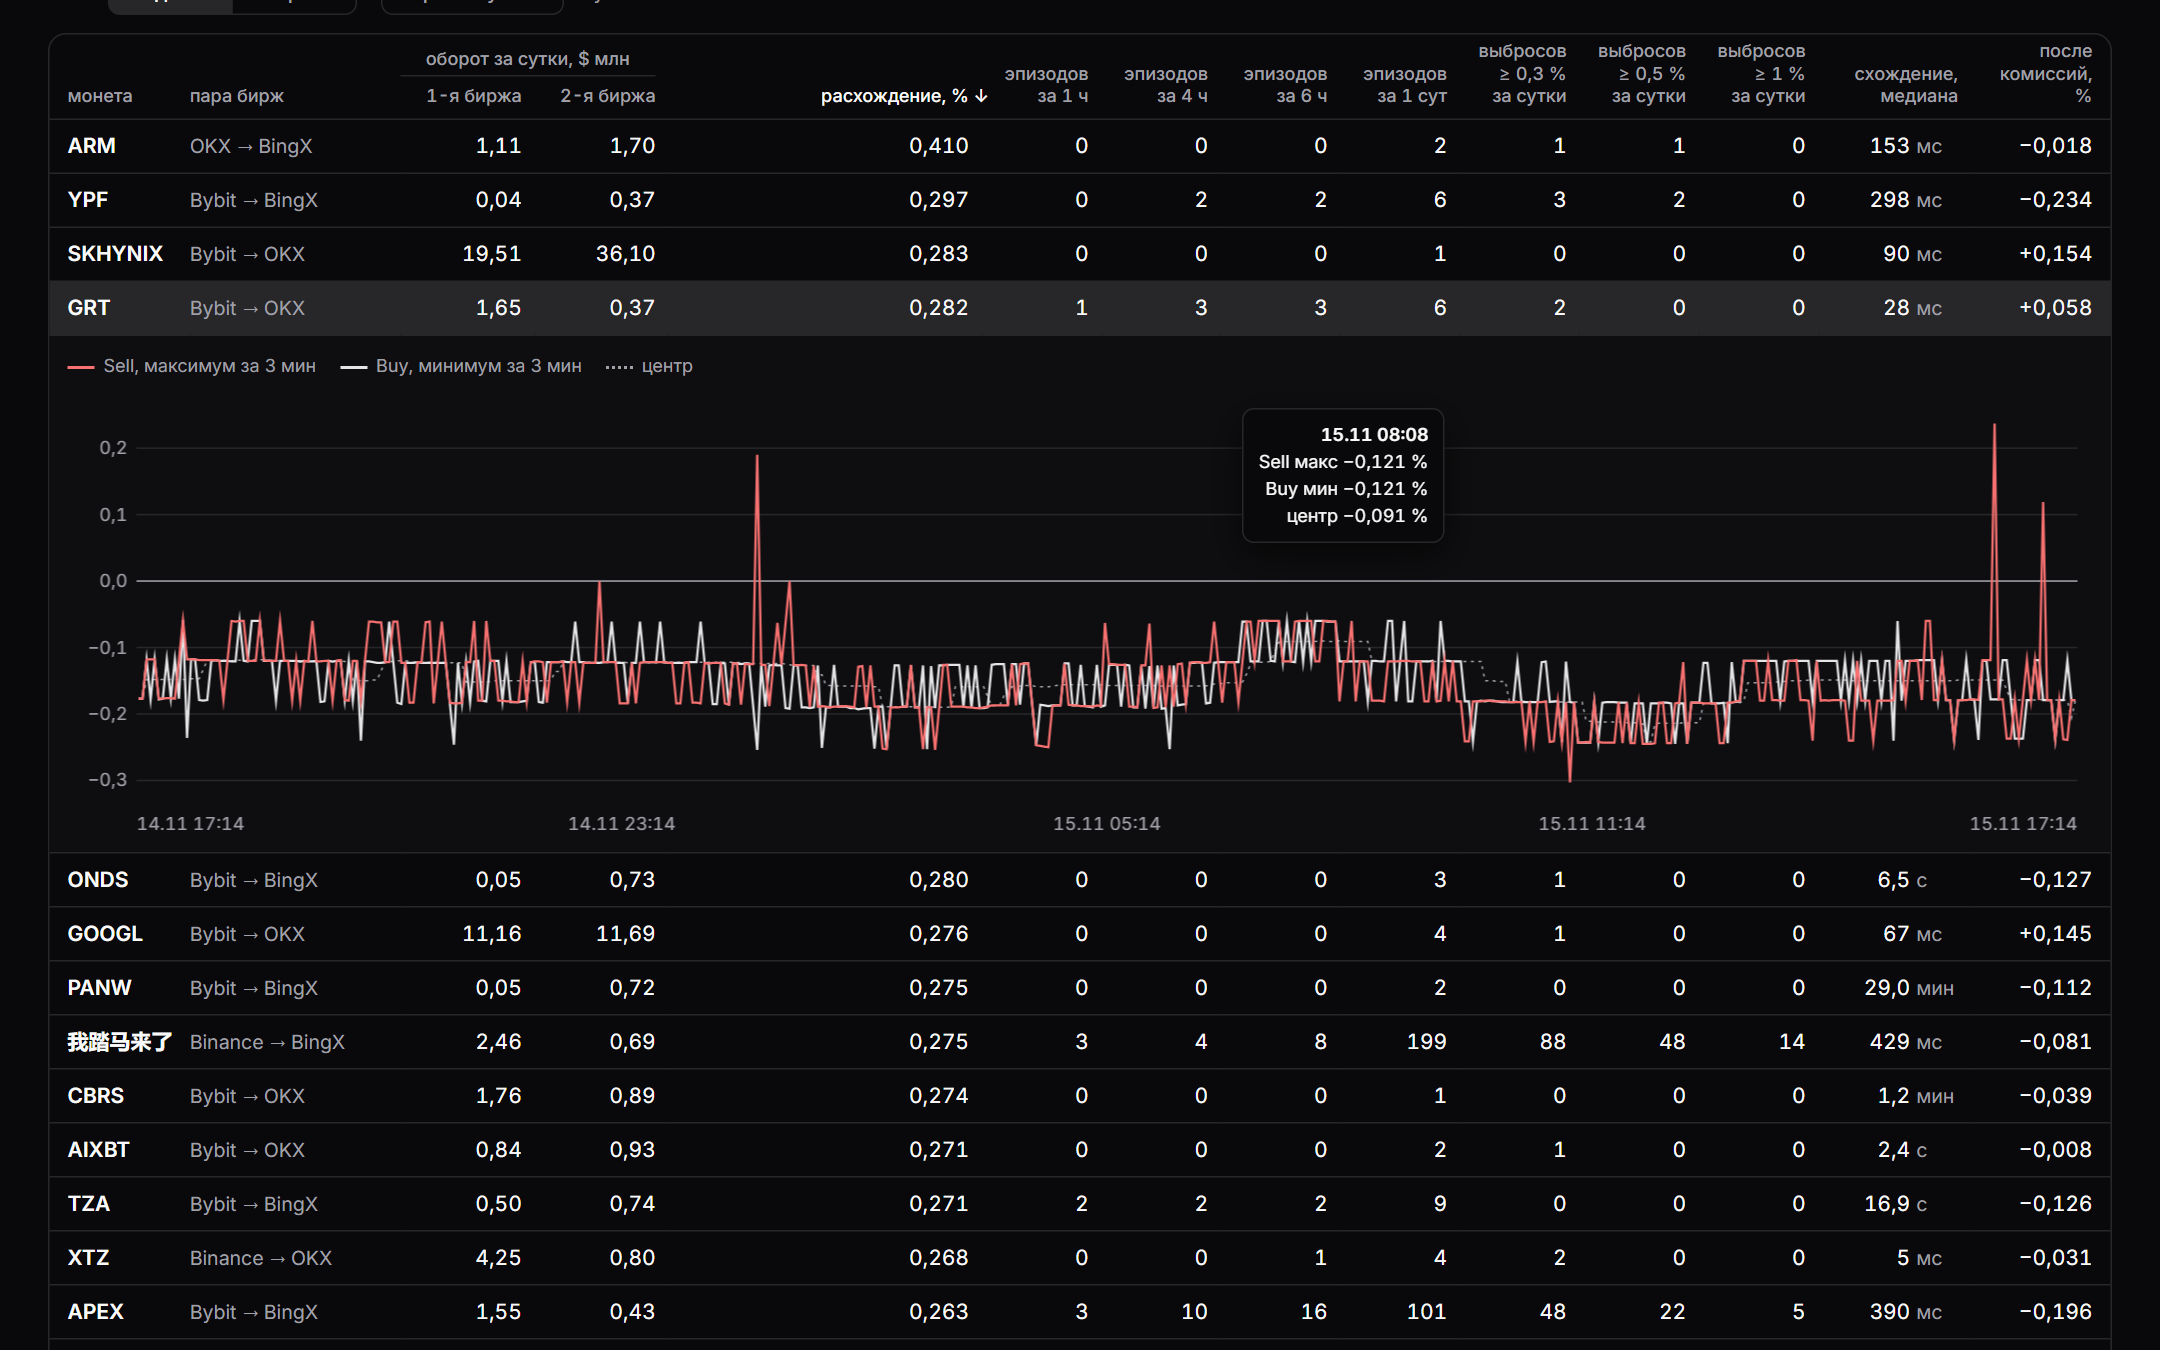 оборот за сутки, $ млн
монета пара бирж 1-я биржа 2-я биржа расхождение, % ↓ эпизодов за 1 ч эпизодов за 4 ч эпизодов за 6 ч эпизодов за 1 сут выбросов ≥ 0,3 % за сутки выбросов ≥ 0,5 % за сутки выбросов ≥ 1 % за сутки схождение, медиана после комиссий, %
ARM OKX → BingX 1,11 1,70 0,410 0 0 0 2 1 1 0 153 мс −0,018
YPF Bybit → BingX 0,04 0,37 0,297 0 2 2 6 3 2 0 298 мс −0,234
SKHYNIX Bybit → OKX 19,51 36,10 0,283 0 0 0 1 0 0 0 90 мс +0,154
GRT Bybit → OKX 1,65 0,37 0,282 1 3 3 6 2 0 0 28 мс +0,058
Sell, максимум за 3 мин Buy, минимум за 3 мин центр
15.11 08:08
Sell макс −0,121 %
Buy мин −0,121 %
центр −0,091 %
0,2
0,1
0,0
−0,1
−0,2
−0,3
14.11 17:14 14.11 23:14 15.11 05:14 15.11 11:14 15.11 17:14
ONDS Bybit → BingX 0,05 0,73 0,280 0 0 0 3 1 0 0 6,5 с −0,127
GOOGL Bybit → OKX 11,16 11,69 0,276 0 0 0 4 1 0 0 67 мс +0,145
PANW Bybit → BingX 0,05 0,72 0,275 0 0 0 2 0 0 0 29,0 мин −0,112
我踏马来了 Binance → BingX 2,46 0,69 0,275 3 4 8 199 88 48 14 429 мс −0,081
CBRS Bybit → OKX 1,76 0,89 0,274 0 0 0 1 0 0 0 1,2 мин −0,039
AIXBT Bybit → OKX 0,84 0,93 0,271 0 0 0 2 1 0 0 2,4 с −0,008
TZA Bybit → BingX 0,50 0,74 0,271 2 2 2 9 0 0 0 16,9 с −0,126
XTZ Binance → OKX 4,25 0,80 0,268 0 0 1 4 2 0 0 5 мс −0,031
APEX Bybit → BingX 1,55 0,43 0,263 3 10 16 101 48 22 5 390 мс −0,196